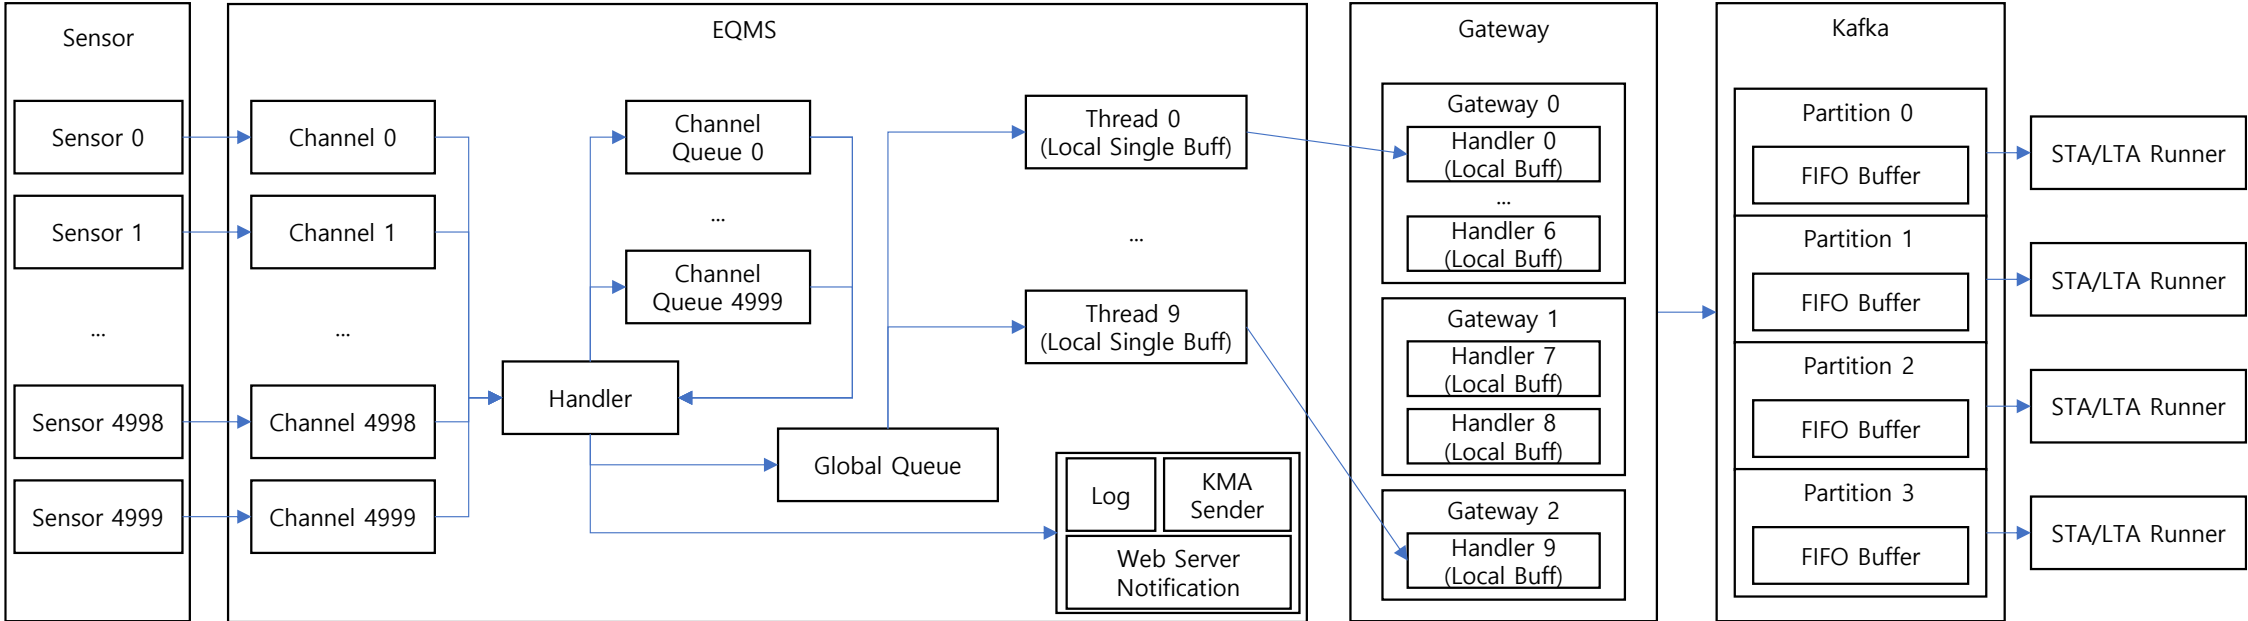 Sensor
Sensor 0
Sensor 1
...
Sensor 4998
Sensor 4999
EQMS
Channel 0
Channel 1
...
Channel 4998
Channel 4999
Handler
Channel
Queue 0
...
Channel
Queue 4999
Global Queue
Thread 0
(Local Single Buff)
...
Thread 9
(Local Single Buff)
Log
KMA
Sender
Web Server
Notification
Gateway
Gateway 0
Handler 0
(Local Buff)
...
Handler 6
(Local Buff)
Gateway 1
Handler 7
(Local Buff)
Handler 8
(Local Buff)
Gateway 2
Handler 9
(Local Buff)
Kafka
Partition 0
FIFO Buffer
Partition 1
FIFO Buffer
Partition 2
FIFO Buffer
Partition 3
FIFO Buffer
STA/LTA Runner
STA/LTA Runner
STA/LTA Runner
STA/LTA Runner